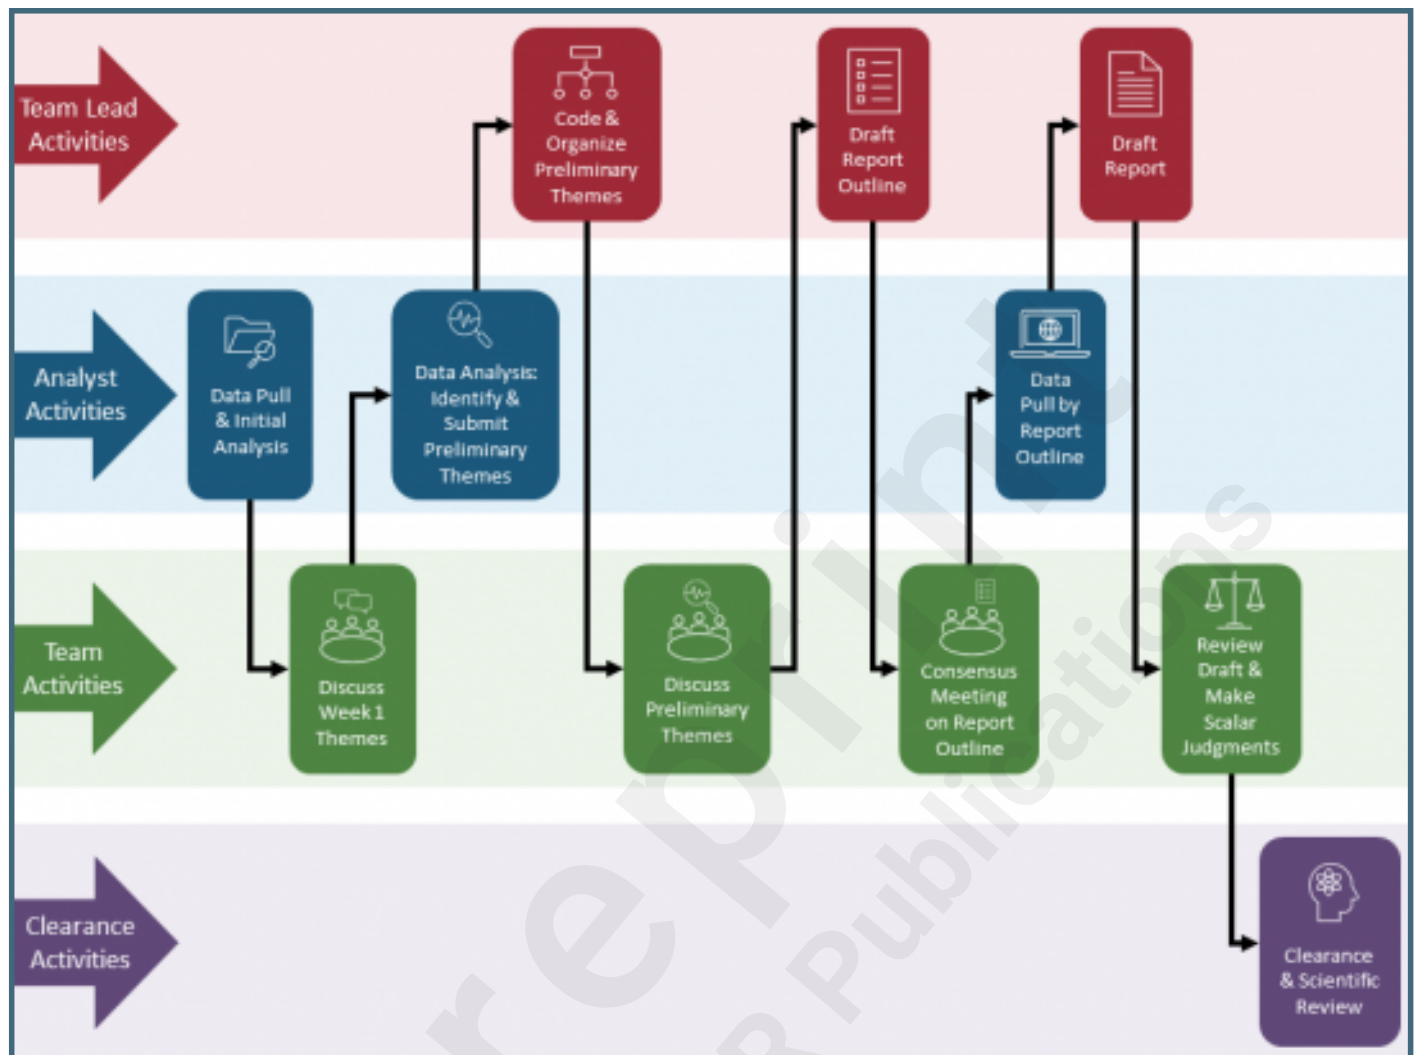 Team Lead
Activities
Code &
Organize
Preliminary
Themes
Draft
Report
Outline
Draft
Report
Analyst
Activities
Data Pull
& Initial
Analysis
Data Analysis:
Identify &
Submit
Preliminary
Themes
Data
Pull by
Report
Outline
Team
Activities
Discuss
Week 1
Themes
Discuss
Preliminary
Themes
Consensus
Meeting
on Report
Outline
Review
Draft &
Make
Scalar
Judgments
Clearance
Activities
Clearance
& Scientific
Review
reprint
R Publications